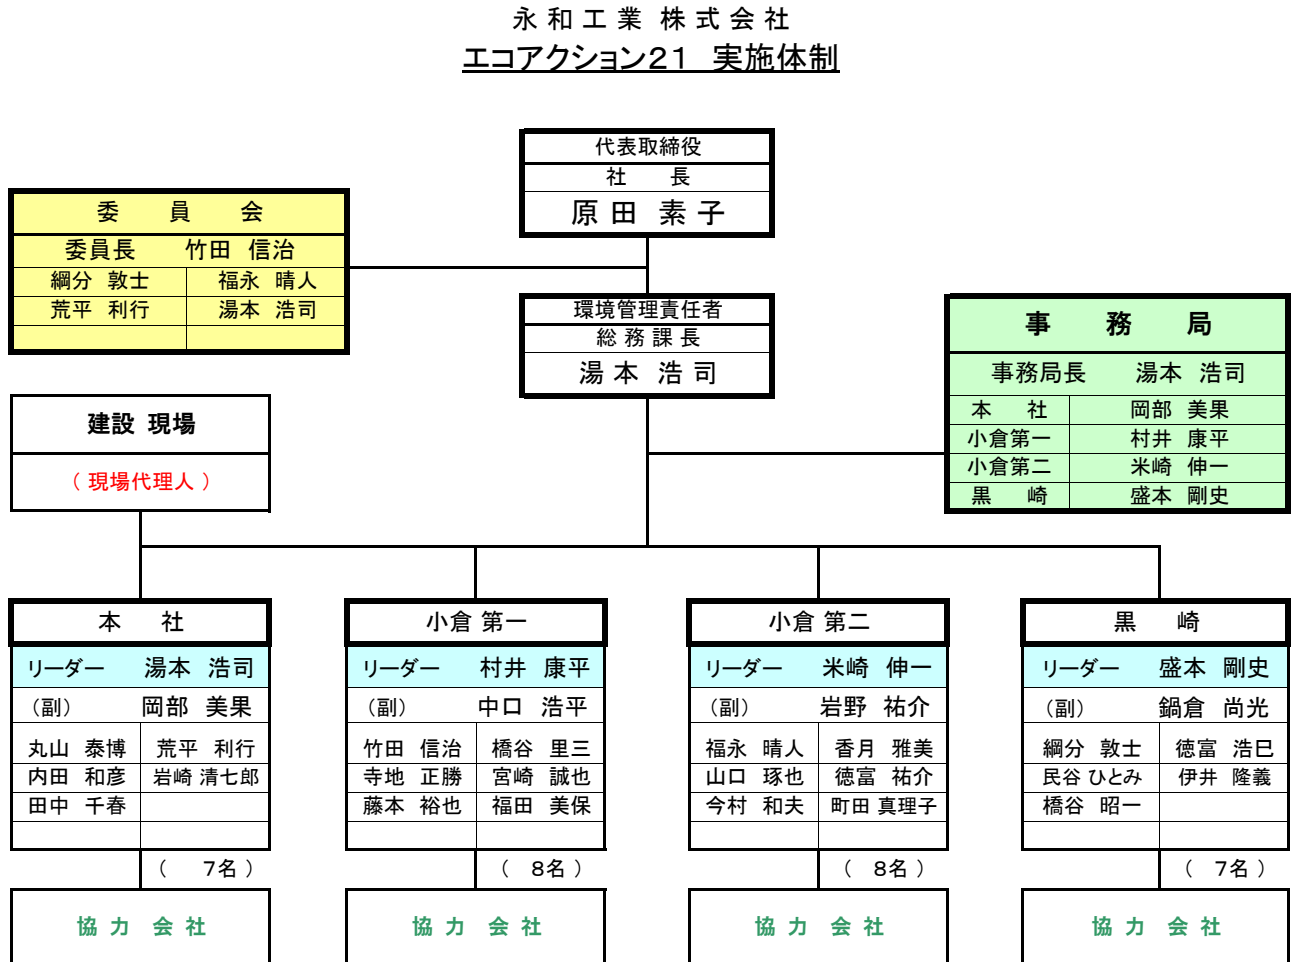 永和工業 株式会社
エコアクション21 実施体制
代表取締役
社 長
原田 素子
委 員 会
委員長 竹田 信治
綱分 敦士 福永 晴人
荒平 利行 湯本 浩司
環境管理責任者
総務課長
湯本 浩司
事 務 局
事務局長 湯本 浩司
本 社 岡部 美果
小倉第一 村井 康平
小倉第二 米崎 伸一
黒 崎 盛本 剛史
建設 現場
( 現場代理人 )
本 社
リーダー 湯本 浩司
(副) 岡部 美果
丸山 泰博 荒平 利行
内田 和彦 岩崎 清七郎
田中 千春
( 7名 )
協力会社
小倉 第一
リーダー 村井 康平
(副) 中口 浩平
竹田 信治 橋谷 里三
寺地 正勝 宮崎 誠也
藤本 裕也 福田 美保
( 8名 )
協力会社
小倉 第二
リーダー 米崎 伸一
(副) 岩野 祐介
福永 晴人 香月 雅美
山口 琢也 徳富 祐介
今村 和夫 町田 真理子
( 8名 )
協力会社
黒 崎
リーダー 盛本 剛史
(副) 鍋倉 尚光
綱分 敦士 徳富 浩巳
民谷 ひとみ 伊井 隆義
橋谷 昭一
( 7名 )
協力会社